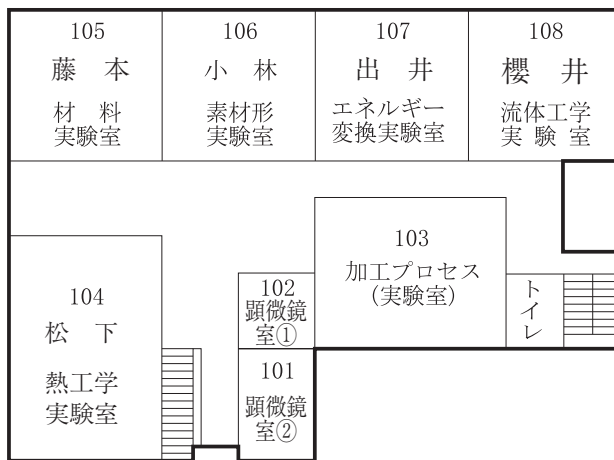 105
藤 本
材 料
実験室
106
小 林
素材形
実験室
107
出 井
エネルギー
変換実験室
108
櫻 井
流体工学
実 験 室
103
加工プロセス
(実験室)
104
松 下
熱工学
実験室
102
顕微鏡
室①
101
顕微鏡
室②
トイレ